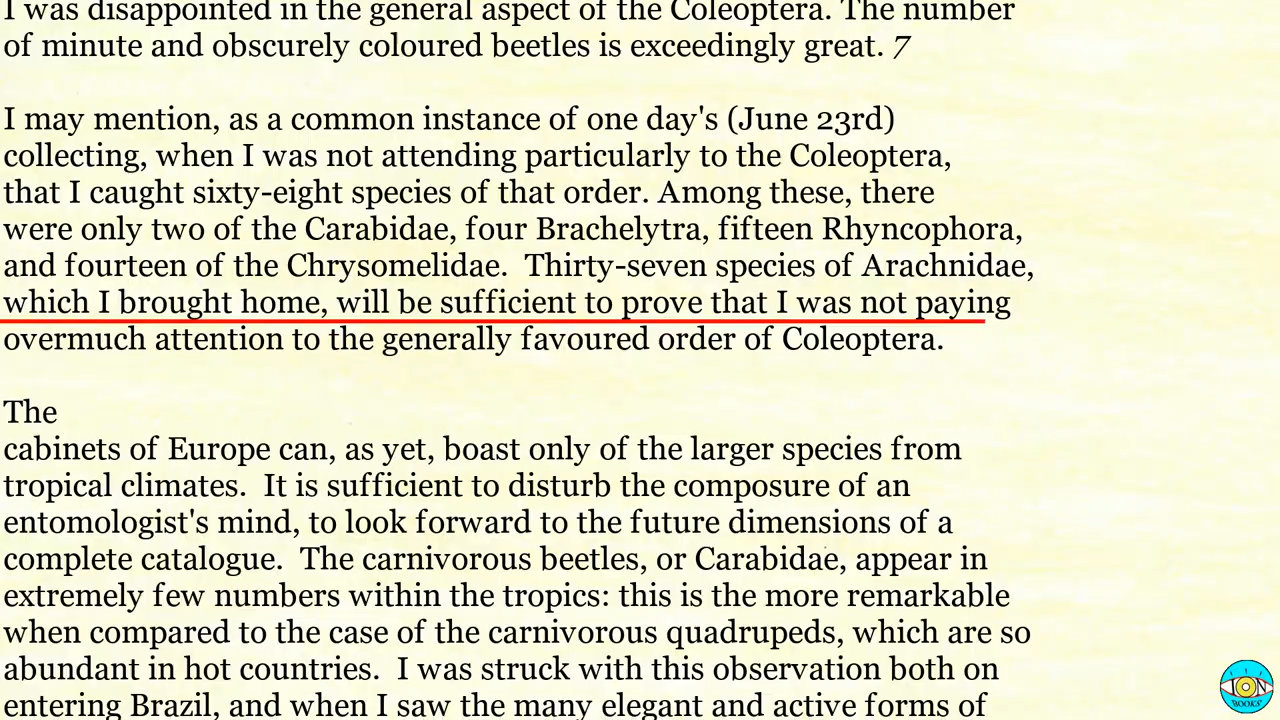 I was disappointed in the general aspect of the Coleoptera. The number
of minute and obscurely coloured beetles is exceedingly great. 7
I may mention, as a common instance of one day's (June 23rd)
collecting, when I was not attending particularly to the Coleoptera,
that I caught sixty-eight species of that order. Among these, there
were only two of the Carabidae, four Brachelytra, fifteen Rhyncophora,
and fourteen of the Chrysomelidae.  Thirty-seven species of Arachnidae,
which I brought home, will be sufficient to prove that I was not paying
overmuch attention to the generally favoured order of Coleoptera.
The
cabinets of Europe can, as yet, boast only of the larger species from
tropical climates.  It is sufficient to disturb the composure of an
entomologist's mind, to look forward to the future dimensions of a
complete catalogue.  The carnivorous beetles, or Carabidae, appear in
extremely few numbers within the tropics: this is the more remarkable
when compared to the case of the carnivorous quadrupeds, which are so
abundant in hot countries.  I was struck with this observation both on
entering Brazil, and when I saw the many elegant and active forms of
ION
BOOKS